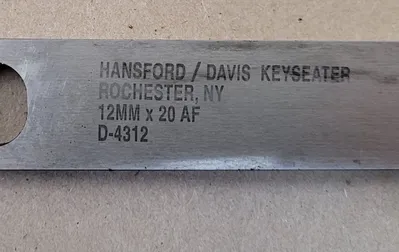 HANSFORD / DAVIS KEYSEATER
ROCHESTER, NY
12MM x 20 AF
D-4312